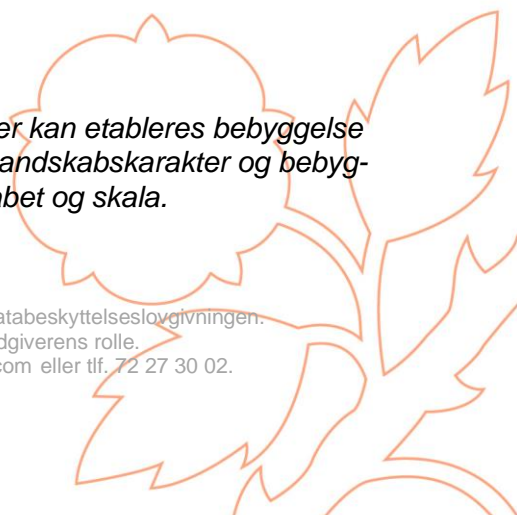 er kan etableres bebyggelse
andskabskarakter og bebyg-
abet og skala.
atabeskyttelseslovgivningen.
dgiverens rolle.
com eller tlf. 72 27 30 02.